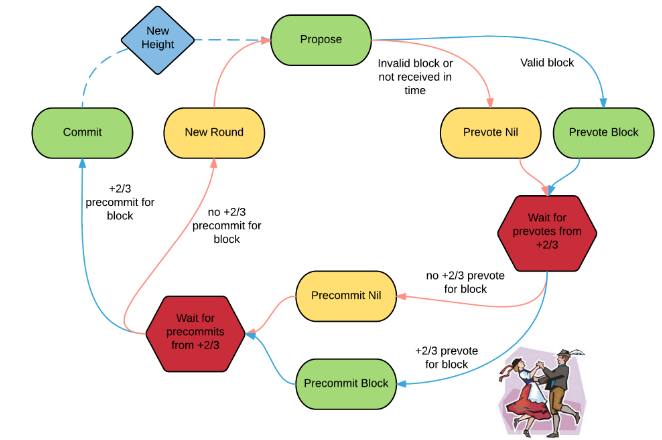 New
Height
Propose
Invalid block or
not received in
time
Valid block
Commit
New Round
Prevote Nil
Prevote Block
+2/3
precommit for
block
no +2/3
precommit for
block
Wait for
prevotes from
+2/3
no +2/3 prevote
for block
Precommit Nil
Wait for
precommits
from +2/3
+2/3 prevote
for block
Precommit Block